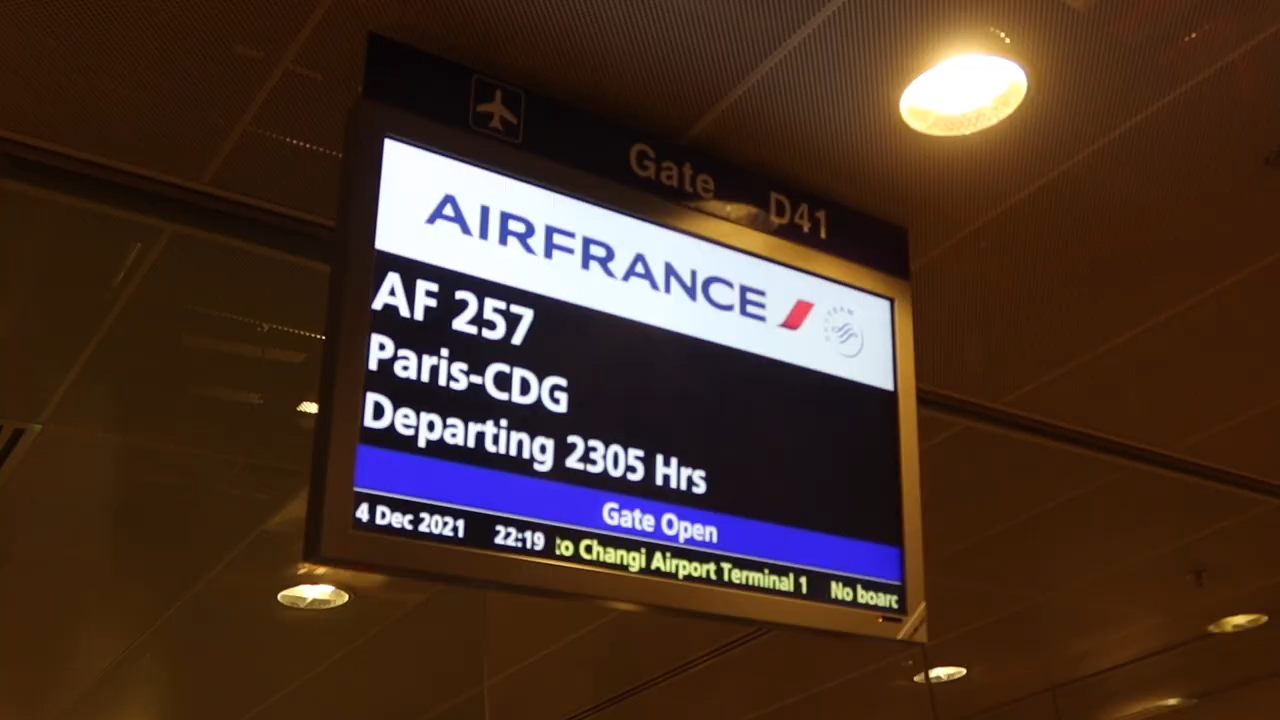 Gate D41
AIRFRANCE
SKYTEAM
AF 257
Paris-CDG
Departing 2305 Hrs
Gate Open
4 Dec 2021 22:19 to Changi Airport Terminal 1 No boarc